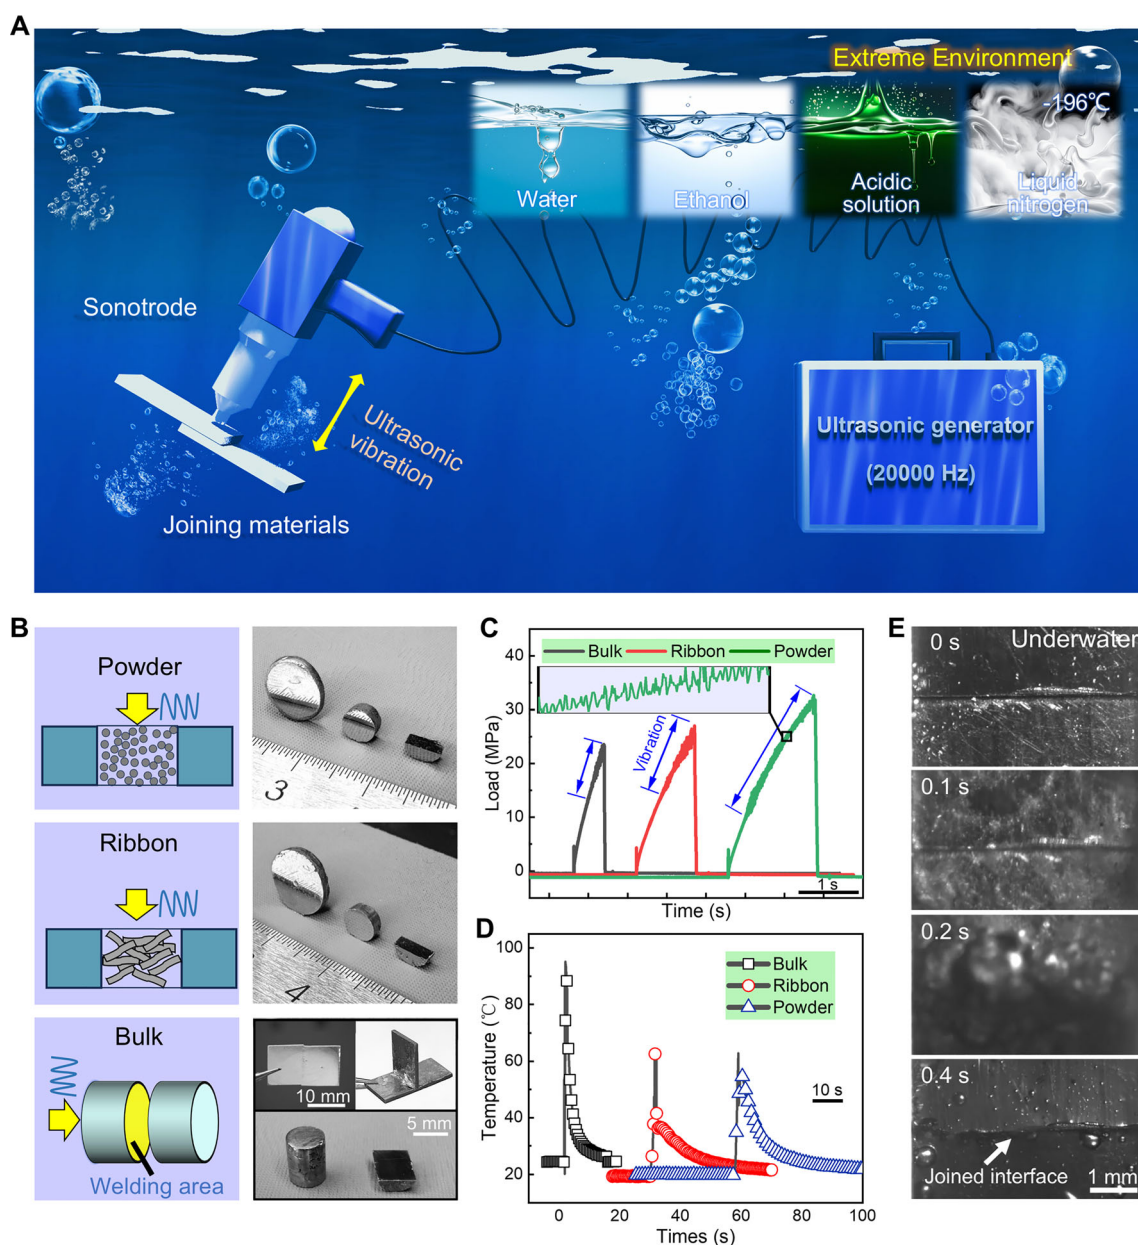 A
Extreme Environment
Water
Ethanol
Acidic
solution
-196℃
Liquid
nitrogen
Sonotrode
Ultrasonic
vibration
Joining materials
Ultrasonic generator
(20000 Hz)
B
Powder
3
Ribbon
4
Bulk
Welding area
10 mm
5 mm
C
Bulk
Ribbon
Powder
Load (MPa)
40
30
20
10
0
Vibration
1 s
Time (s)
D
Temperature (℃)
100
80
60
40
20
Bulk
Ribbon
Powder
10 s
0
20
40
60
80
100
Times (s)
E
0 s
Underwater
0.1 s
0.2 s
0.4 s
Joined interface
1 mm